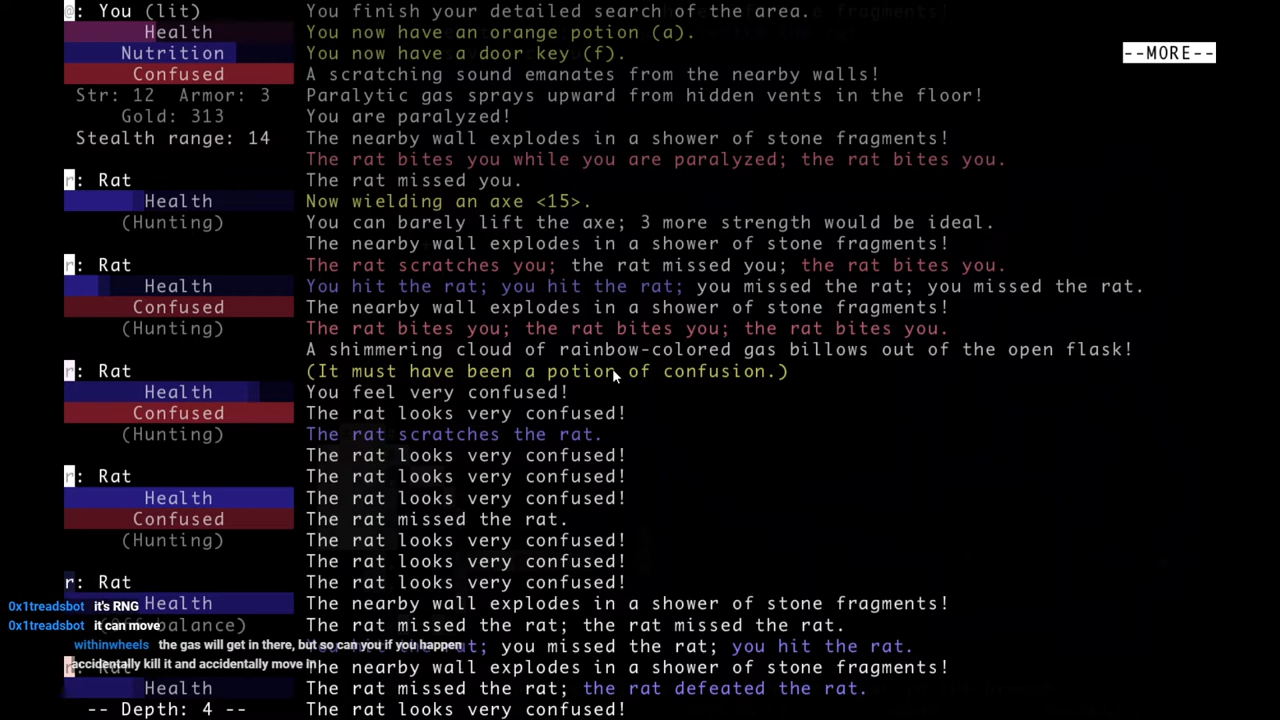 @: You (lit)
Health
Nutrition
Confused
Str: 12 Armor: 3
Gold: 313
Stealth range: 14
r: Rat
Health
(Hunting)
r: Rat
Health
Confused
(Hunting)
r: Rat
Health
Confused
(Hunting)
r: Rat
Health
Confused
(Hunting)
r: Rat
Health
balance)
Health
-- Depth: 4 --
You finish your detailed search of the area.
You now have an orange potion (a).
You now have a door key (f).
A scratching sound emanates from the nearby walls!
Paralytic gas sprays upward from hidden vents in the floor!
You are paralyzed!
The nearby wall explodes in a shower of stone fragments!
The rat bites you while you are paralyzed; the rat bites you.
The rat missed you.
Now wielding an axe <15>.
You can barely lift the axe; 3 more strength would be ideal.
The nearby wall explodes in a shower of stone fragments!
The rat scratches you; the rat missed you; the rat bites you.
You hit the rat; you hit the rat; you missed the rat; you missed the rat.
The nearby wall explodes in a shower of stone fragments!
The rat bites you; the rat bites you; the rat bites you.
A shimmering cloud of rainbow-colored gas billows out of the open flask!
(It must have been a potion of confusion.)
You feel very confused!
The rat looks very confused!
The rat scratches the rat.
The rat looks very confused!
The rat looks very confused!
The rat looks very confused!
The rat missed the rat.
The rat looks very confused!
The rat looks very confused!
The rat looks very confused!
The nearby wall explodes in a shower of stone fragments!
The rat missed the rat; the rat missed the rat.
rat; you missed the rat; you hit the rat.
The nearby wall explodes in a shower of stone fragments!
The rat missed the rat; the rat defeated the rat.
The rat looks very confused!
--MORE--
0x1treadsbot it's RNG
0x1treadsbot it can move
withinwheels the gas will get in there, but so can you if you happen
accidentally kill it and accidentally move in